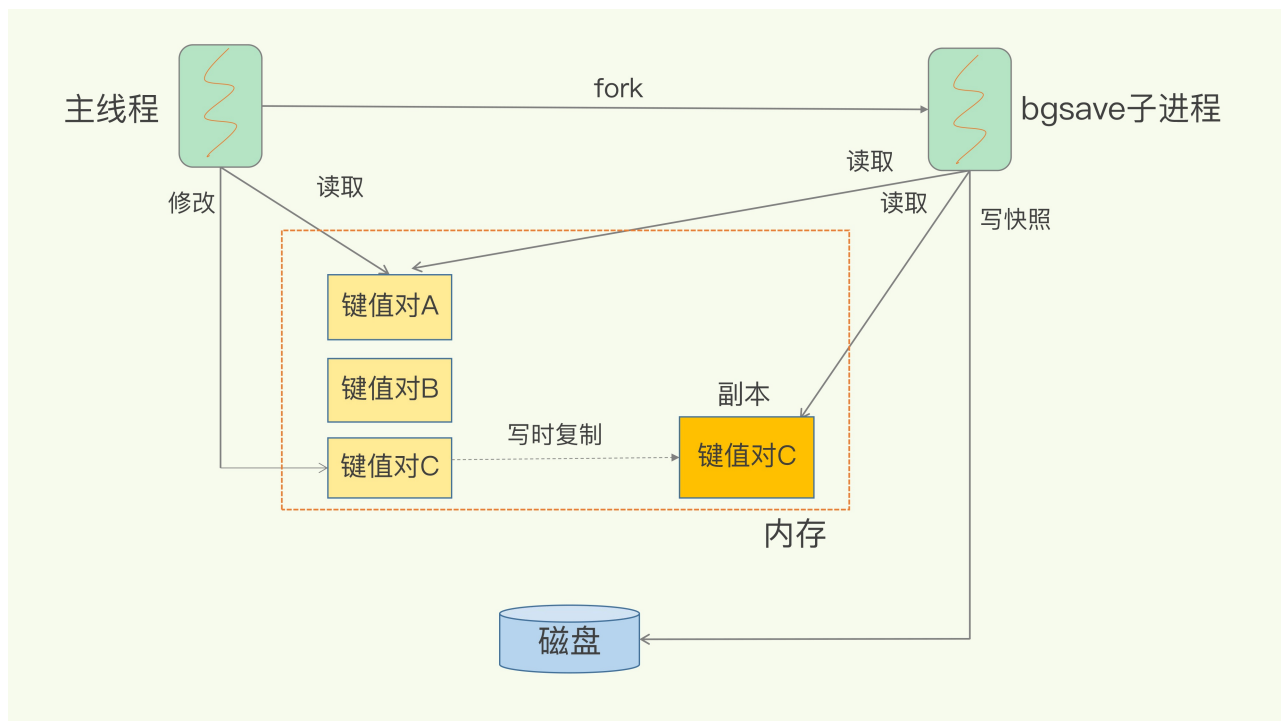 fork
主线程
bgsave子进程
读取
读取
修改
读取
写快照
键值对A
键值对B
副本
写时复制
键值对C
键值对C
内存
磁盘